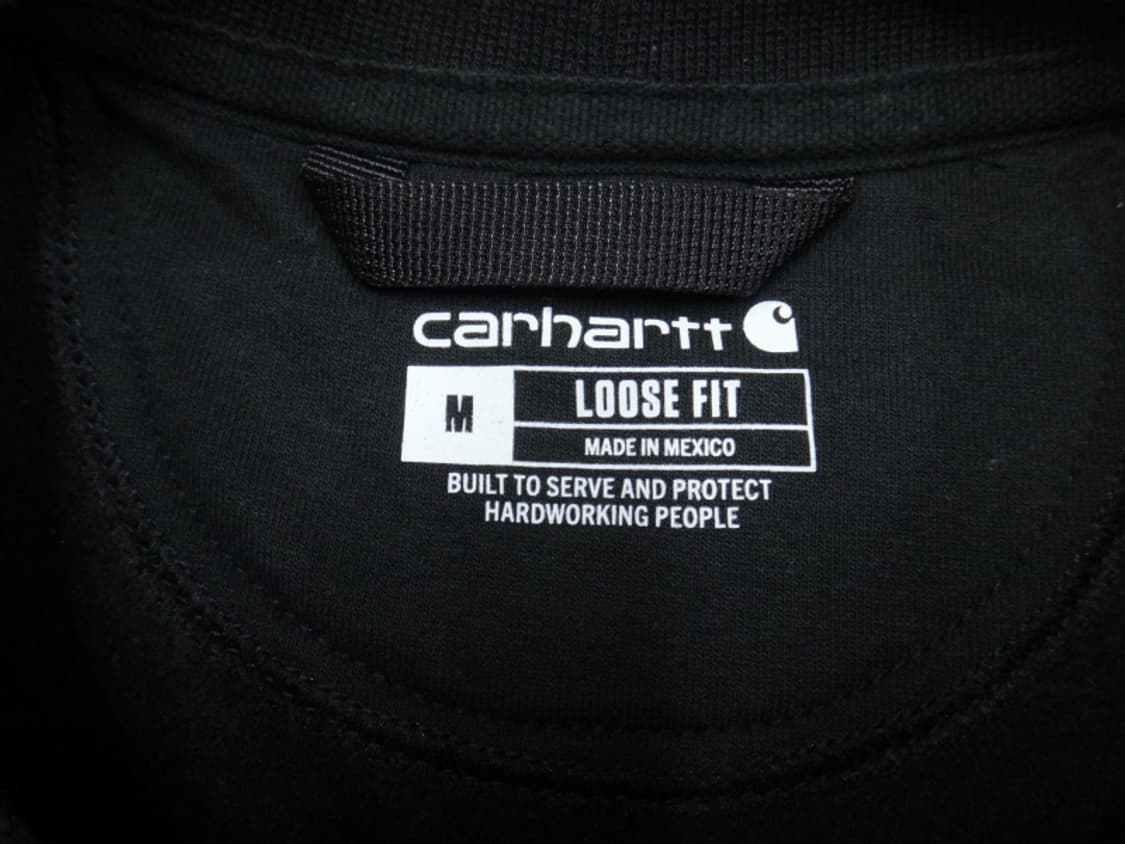 carhartt
M
LOOSE FIT
MADE IN MEXICO
BUILT TO SERVE AND PROTECT
HARDWORKING PEOPLE